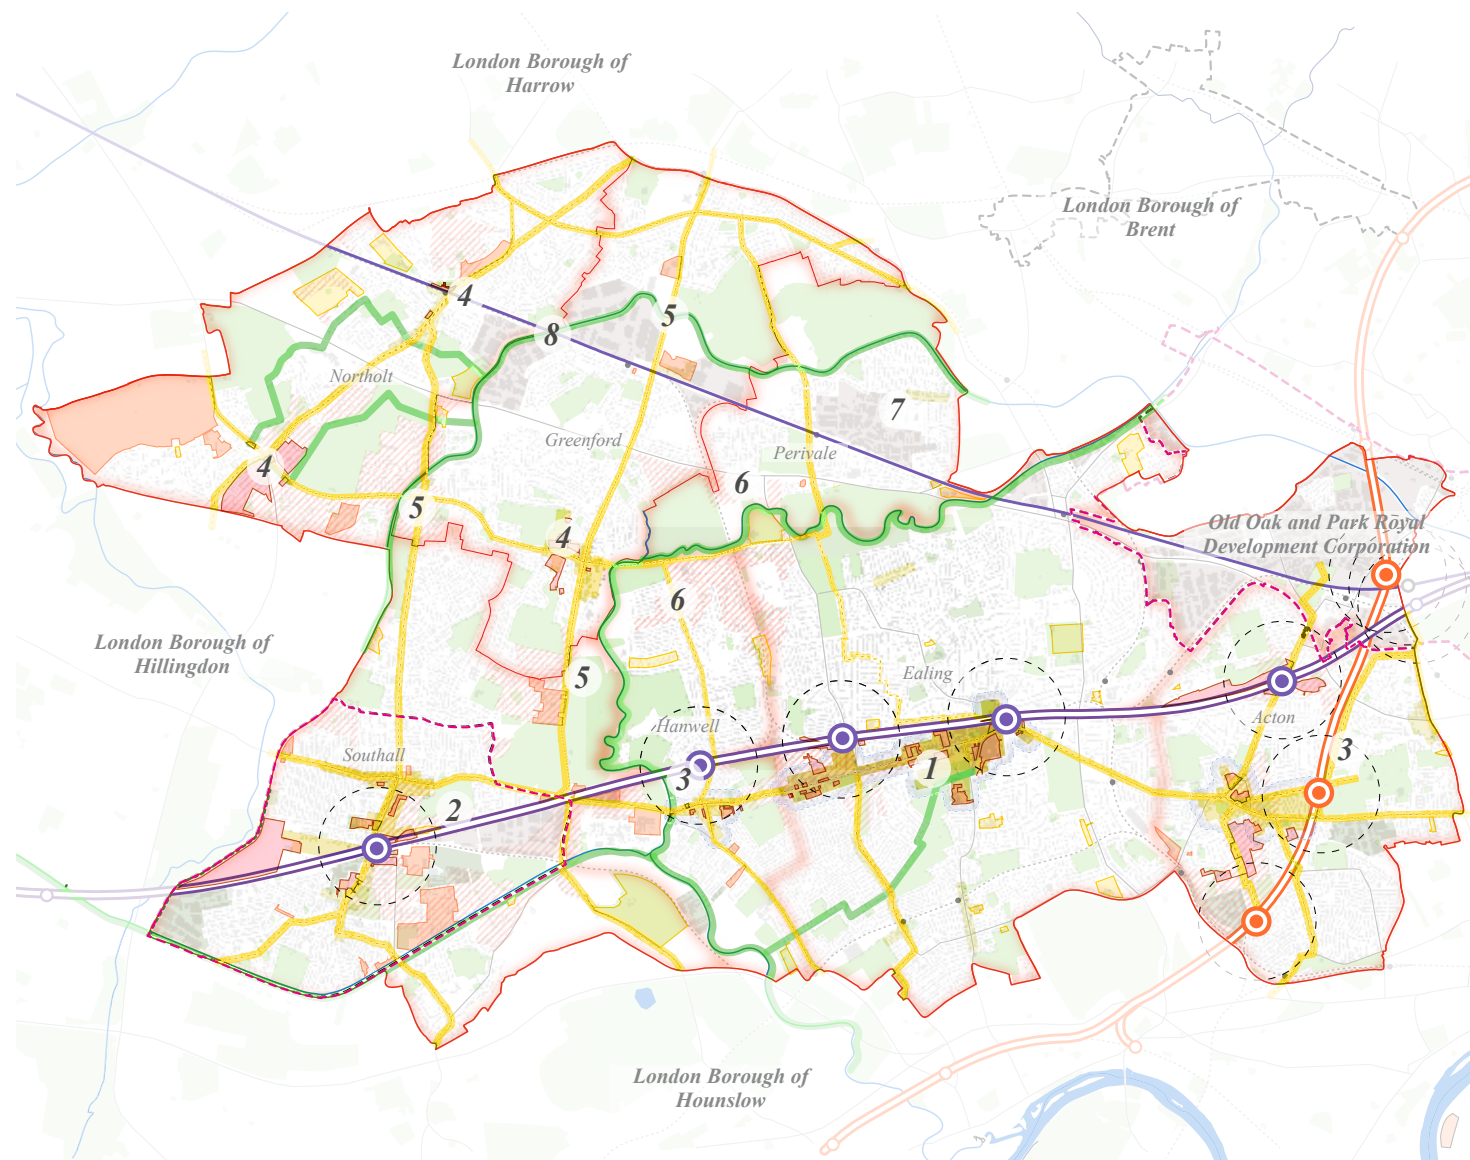 London Borough of
Harrow
London Borough of
Brent
4
8
5
Northolt
7
Greenford
Perivale
4
6
5
4
Old Oak and Park Royal
Development Corporation
6
London Borough of
Hillingdon
5
Ealing
Hanwell
Acton
Southall
3
1
3
2
London Borough of
Hounslow